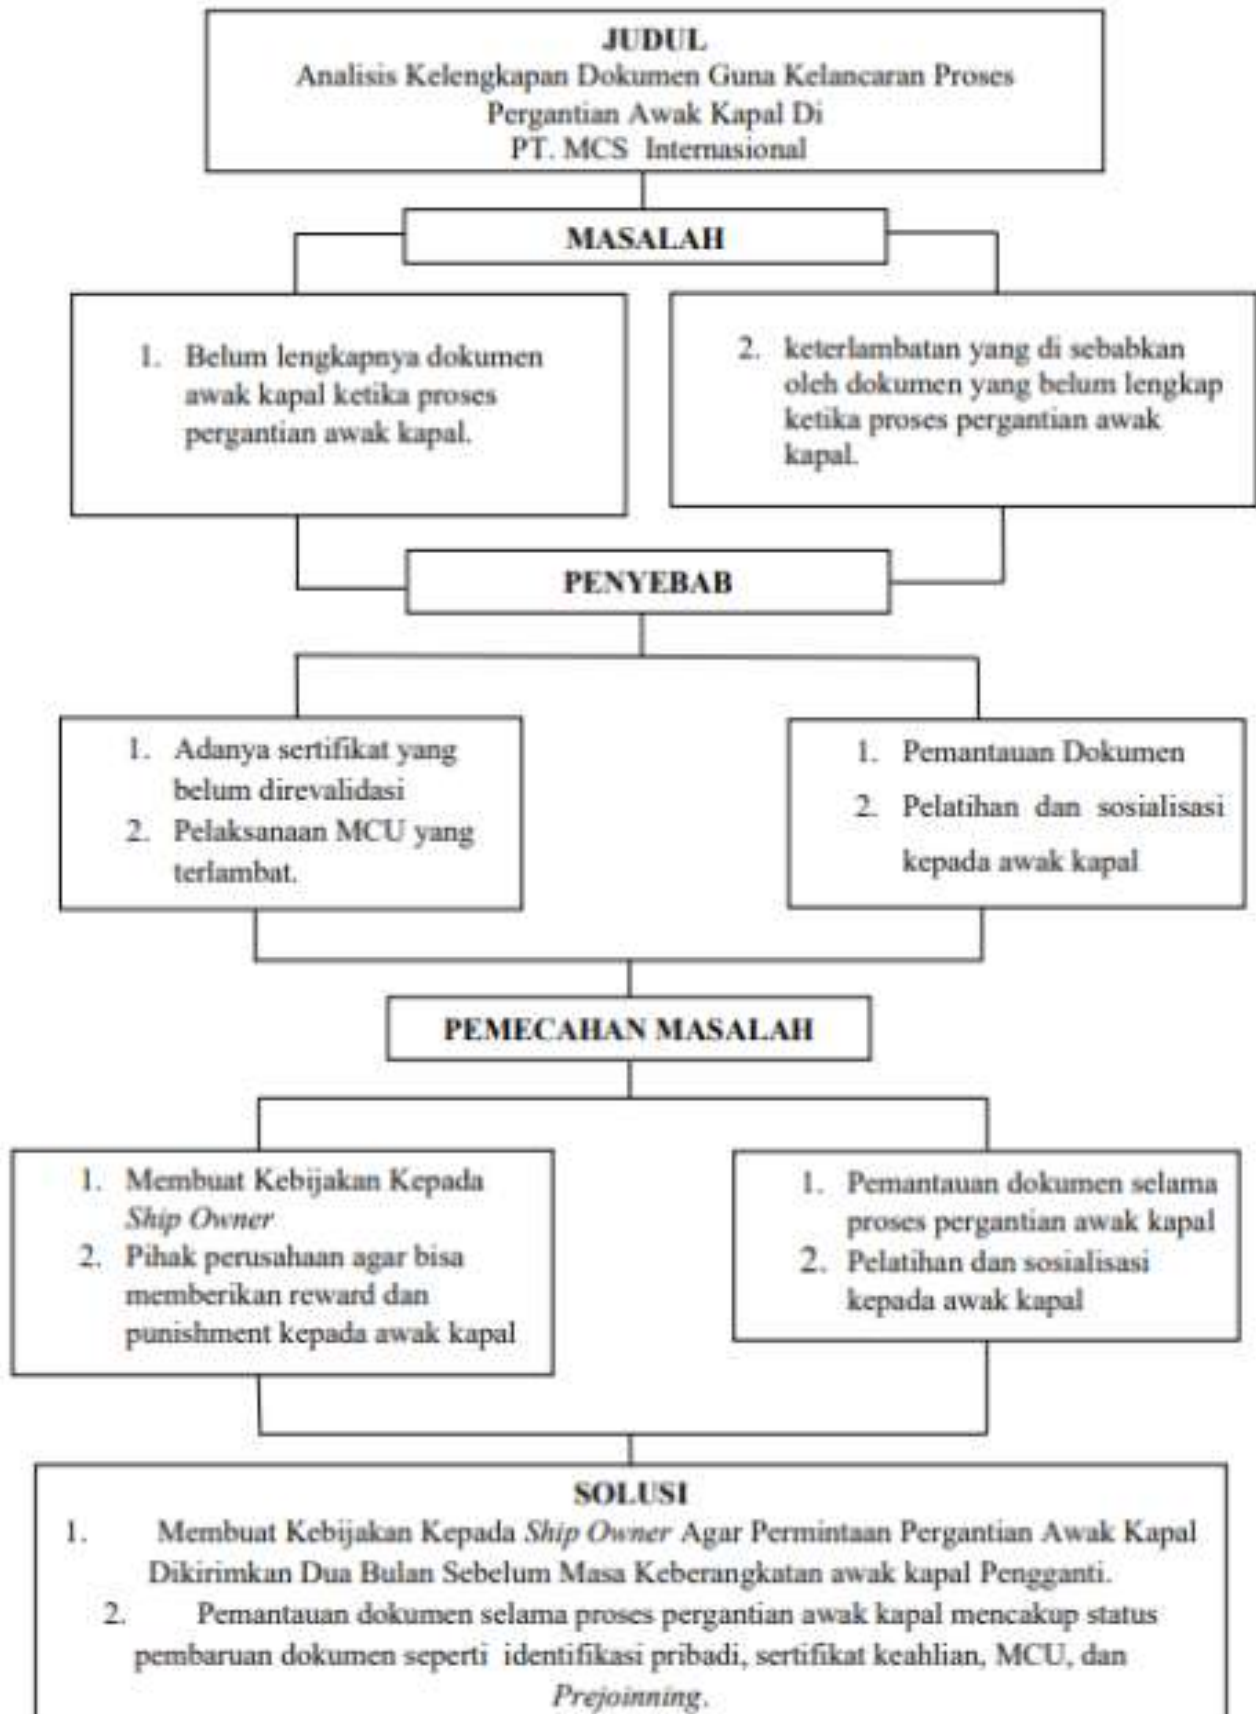 JUDUL
Analisis Kelengkapan Dokumen Guna Kelancaran Proses
Pergantian Awak Kapal Di
PT. MCS Internasional
MASALAH
1. Belum lengkapnya dokumen
awak kapal ketika proses
pergantian awak kapal.
2. keterlambatan yang di sebabkan
oleh dokumen yang belum lengkap
ketika proses pergantian awak
kapal.
PENYEBAB
1. Adanya sertifikat yang
belum direvalidasi
2. Pelaksanaan MCU yang
terlambat.
1. Pemantauan Dokumen
2. Pelatihan dan sosialisasi
kepada awak kapal
PEMECAHAN MASALAH
1. Membuat Kebijakan Kepada
Ship Owner
2. Pihak perusahaan agar bisa
memberikan reward dan
punishment kepada awak kapal
1. Pemantauan dokumen selama
proses pergantian awak kapal
2. Pelatihan dan sosialisasi
kepada awak kapal
SOLUSI
1. Membuat Kebijakan Kepada Ship Owner Agar Permintaan Pergantian Awak Kapal
Dikirimkan Dua Bulan Sebelum Masa Keberangkatan awak kapal Pengganti.
2. Pemantauan dokumen selama proses pergantian awak kapal mencakup status
pembaruan dokumen seperti identifikasi pribadi, sertifikat keahlian, MCU, dan
Prejoinning.